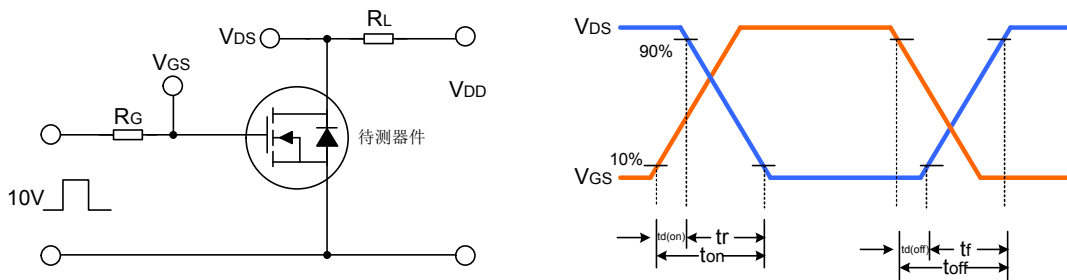 VDS
RL
VGS
VDD
RG
待测器件
10V
VDS
90%
10%
VGS
td(on)
tr
ton
td(off)
tf
toff